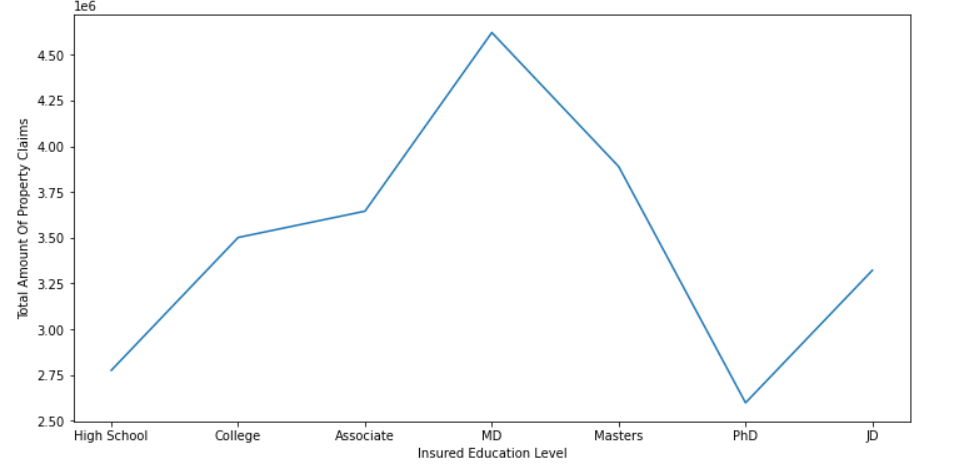 1e6
4.50
4.25
4.00
3.75
3.50
3.25
3.00
2.75
2.50
Total Amount Of Property Claims
High School College Associate MD Masters PhD JD
Insured Education Level